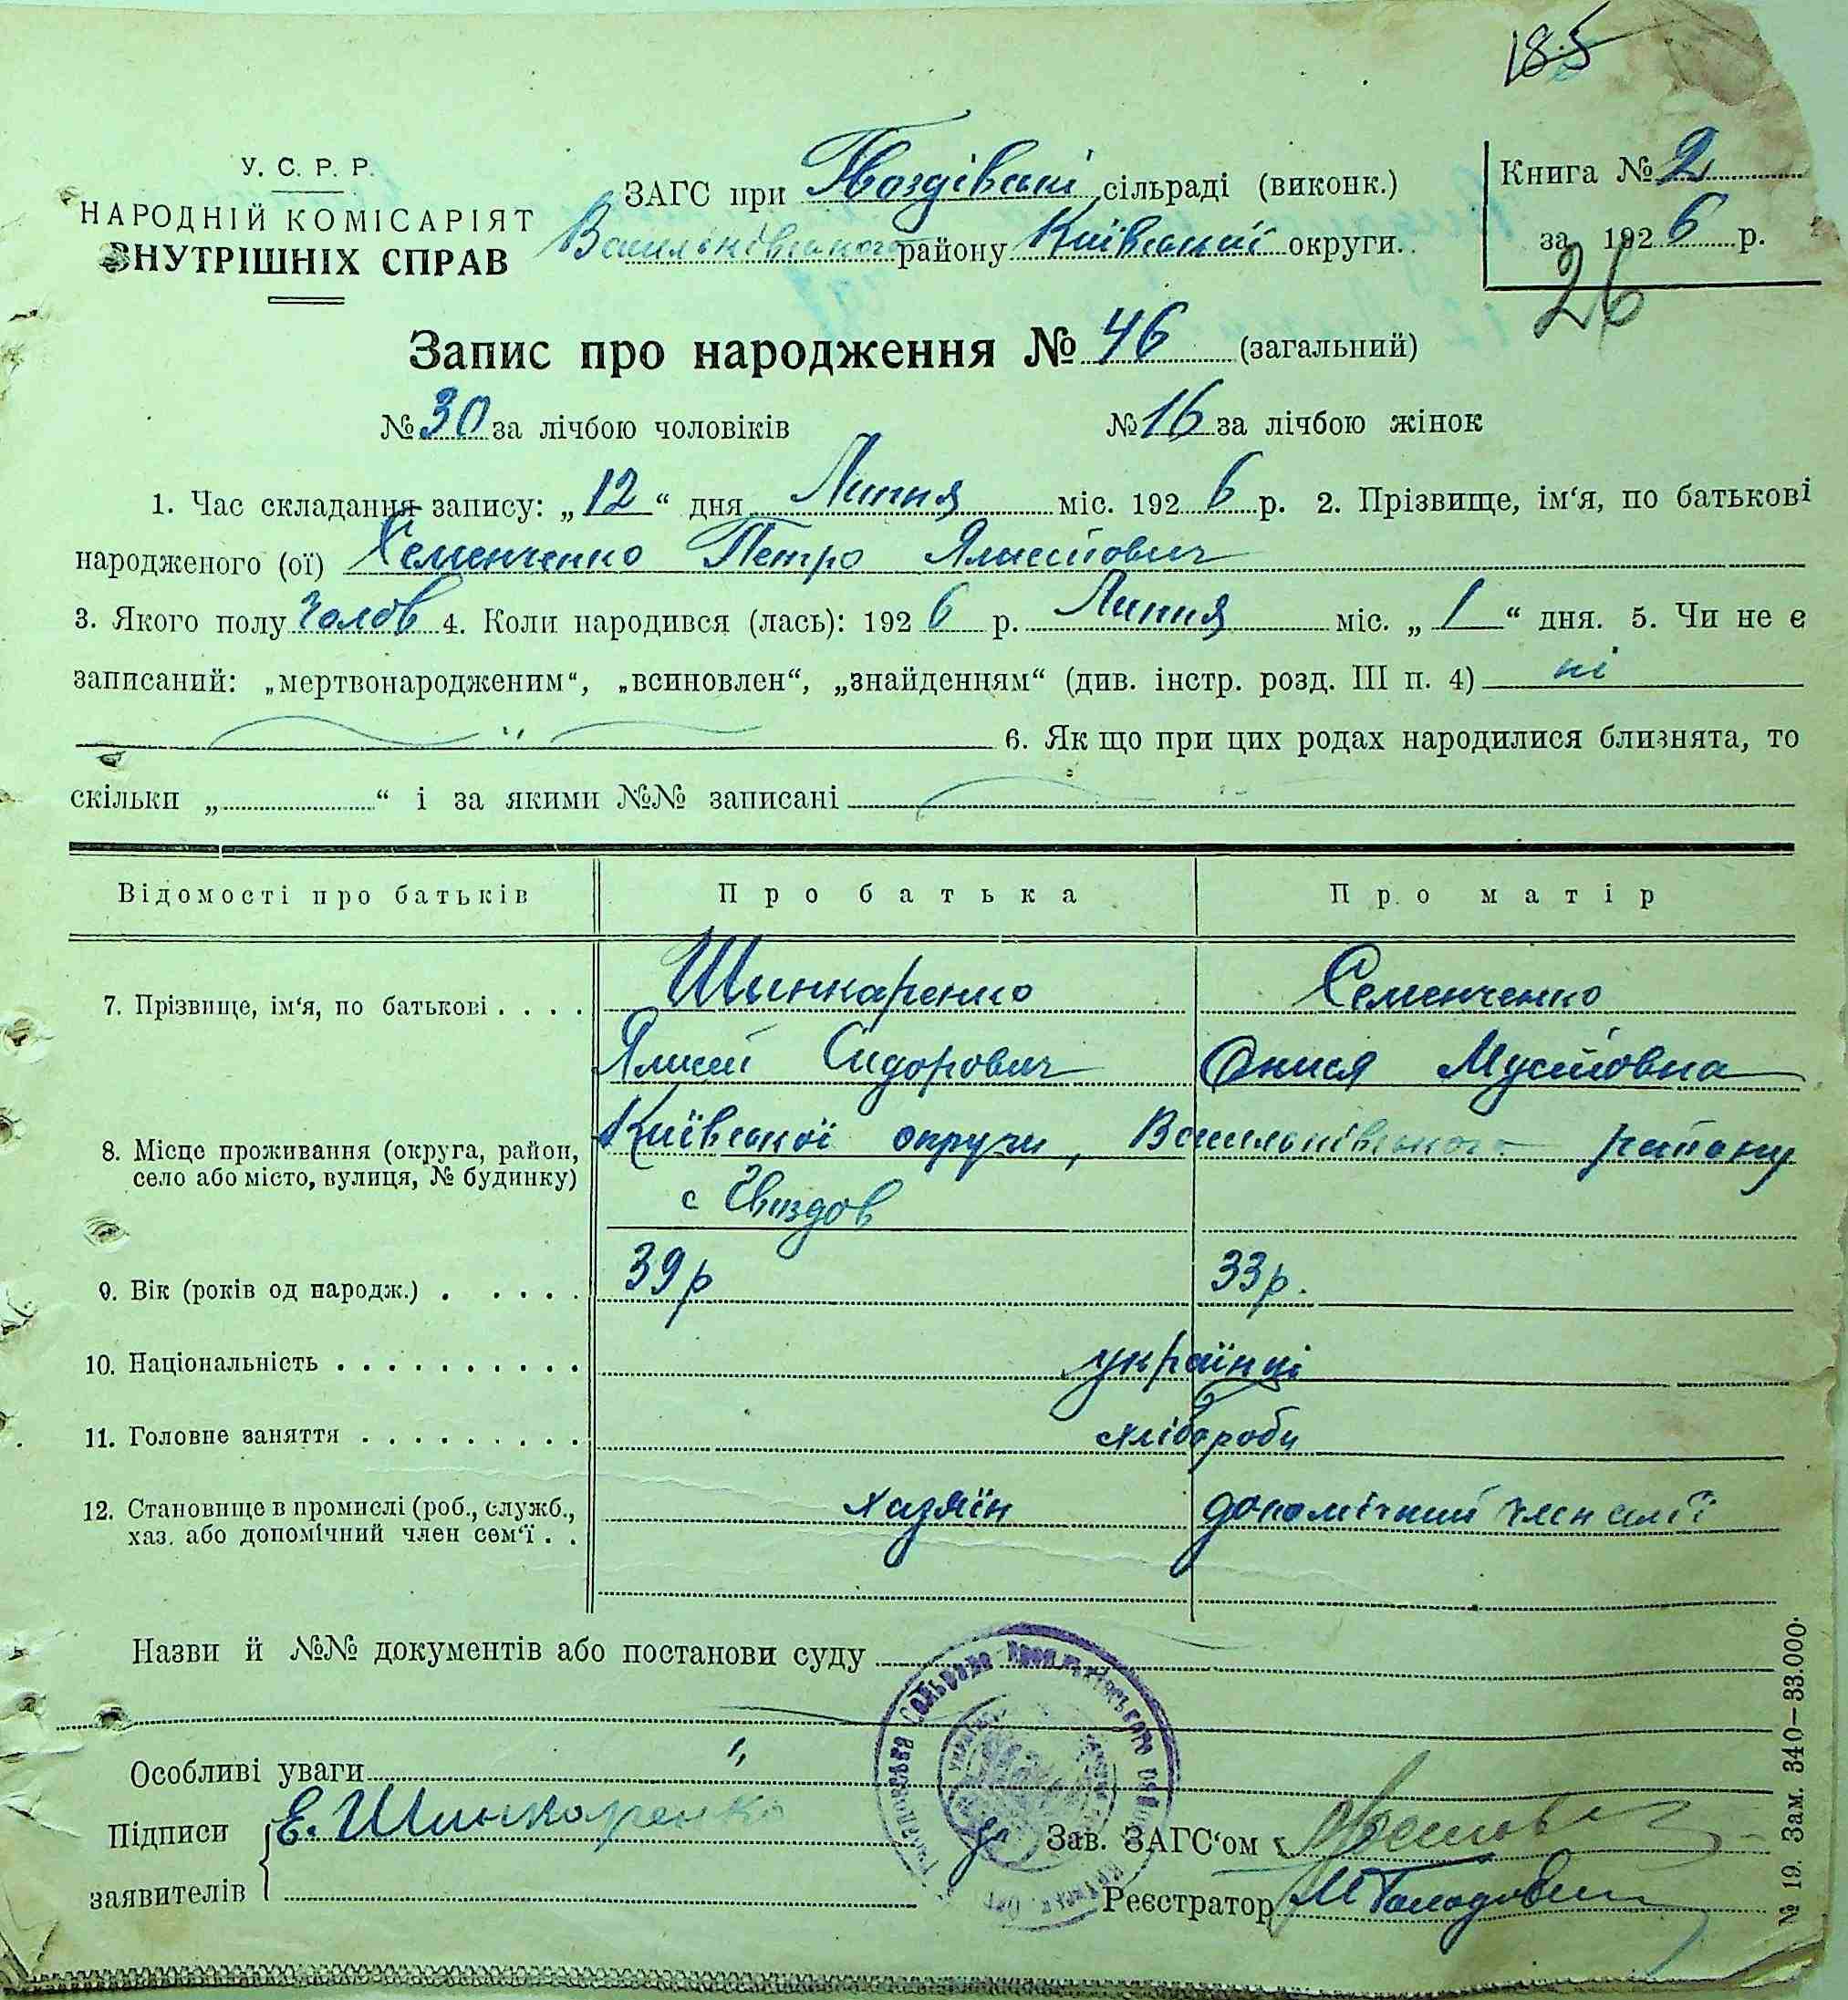 185
У. С. Р. Р.
НАРОДНІЙ КОМІСАРІЯТ
ВНУТРІШНІХ СПРАВ
ЗАГС при Гвоздівські сільраді (виконк.)
Васильківського району Київської округи.
Книга № 2
за 1926 р.
26
Запис про народження № 46 (загальний)
№ 30 за лічбою чоловіків № 16 за лічбою жінок
1. Час складання запису: „12“ дня Липня міс. 1926 р. 2. Прізвище, ім‘я, по батькові
народженого (ої) Семенченко Петро Ялисейович
3. Якого полу чолов 4. Коли народився (лась): 1926 р. Липня міс. „1“ дня. 5. Чи не є
записаний: „мертвонародженим“, „всиновлен“, „знайденням“ (див. інстр. розд. III п. 4) ні
6. Як що при цих родах народилися близнята, то
скільки „ “ і за якими №№ записані
Відомості про батьків Про батька Про матір
7. Прізвище, ім‘я, по батькові . . . . Шинкаренко Семенченко
Ялисей Сидорович Онися Мусіовна
8. Місце проживання (округа, район, село або місто, вулиця, № будинку) Київської округи, Васильківського району
с Гвоздов
9. Вік (років од народж.) . . . . . 39 р 33 р.
10. Національність . . . . . . . . . . українці
11. Головне заняття . . . . . . . . . хлібороби
12. Становище в промислі (роб., служб., хаз. або допомічний член сем‘ї . . хазяїн допомічний член сімї
Назви й №№ документів або постанови суду
Особливі уваги "
Підписи заявителів Е. Шинкаренко
За Зав. ЗАГС‘ом
Реєстратор
№ 19. Зам. 340–33.000.